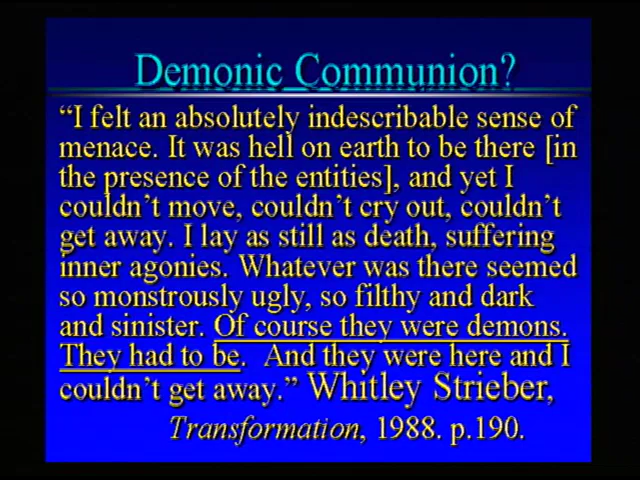 Demonic Communion?
“I felt an absolutely indescribable sense of
menace. It was hell on earth to be there [in
the presence of the entities], and yet I
couldn’t move, couldn’t cry out, couldn’t
get away. I lay as still as death, suffering
inner agonies. Whatever was there seemed
so monstrously ugly, so filthy and dark
and sinister. Of course they were demons.
They had to be. And they were here and I
couldn’t get away.” Whitley Strieber,
Transformation, 1988. p.190.